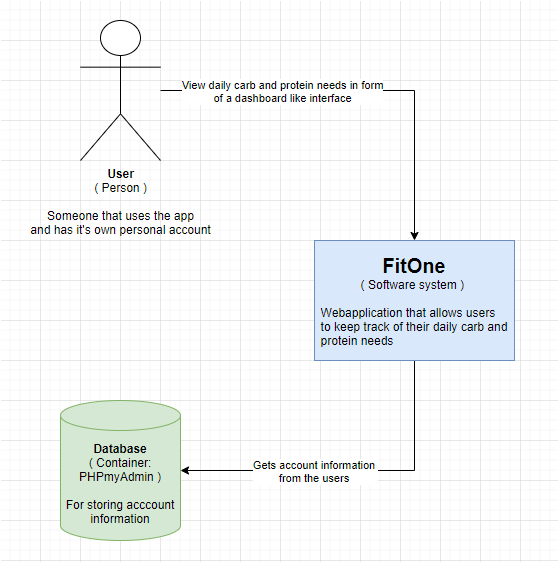 View daily carb and protein needs in form
of a dashboard like interface
User
( Person )
Someone that uses the app
and has it's own personal account
FitOne
( Software system )
Webapplication that allows users
to keep track of their daily carb and
protein needs
Database
( Container:
PHPmyAdmin )
For storing acccount
information
Gets account information
from the users